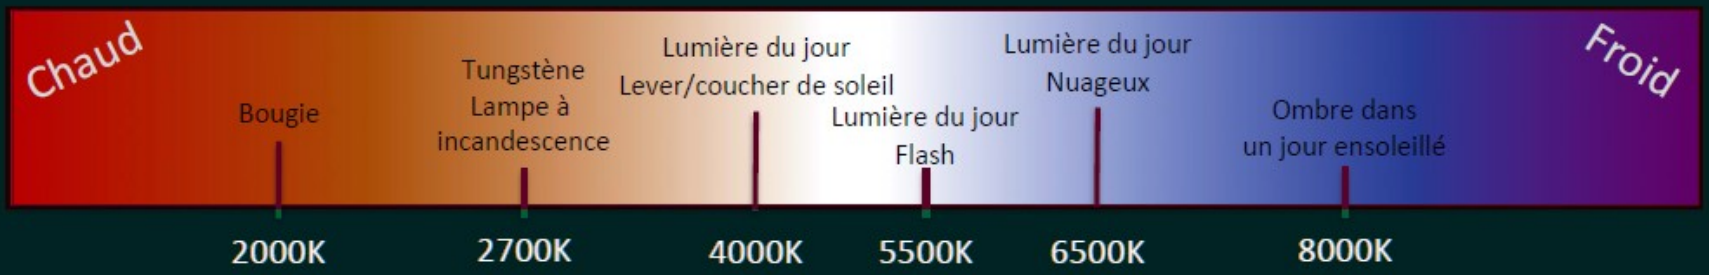 Chaud
Bougie
Tungstène
Lampe à
incandescence
Lumière du jour
Lever/coucher de soleil
Lumière du jour
Flash
Lumière du jour
Nuageux
Ombre dans
un jour ensoleillé
Froid
2000K
2700K
4000K
5500K
6500K
8000K